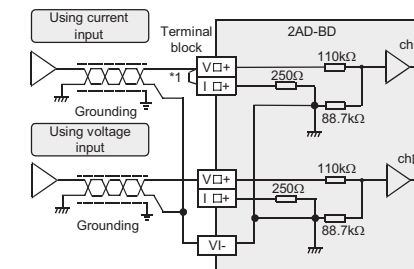 Using current
input
Terminal
block
2AD-BD
*1
V□+
I □+
110kΩ
250Ω
88.7kΩ
ch
Grounding
Using voltage
input
V□+
I □+
110kΩ
250Ω
88.7kΩ
ch□
Grounding
VI-